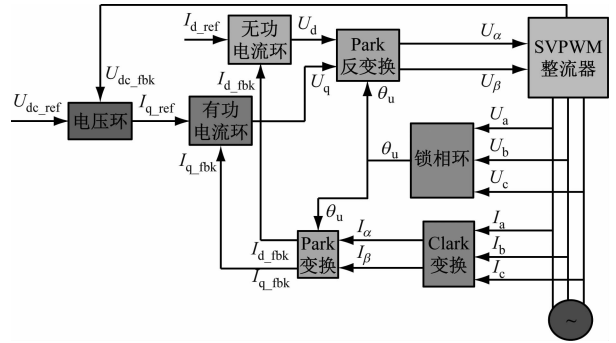 I_d_ref
无功
电流环
U_d
Park
反变换
U_α
U_β
SVPWM
整流器
U_dc_fbk
I_d_fbk
U_q
θ_u
U_dc_ref
电压环
I_q_ref
有功
电流环
I_q_fbk
θ_u
锁相环
U_a
U_b
U_c
θ_u
I_d_fbk
I_q_fbk
Park
变换
I_α
I_β
Clark
变换
I_a
I_b
I_c
~